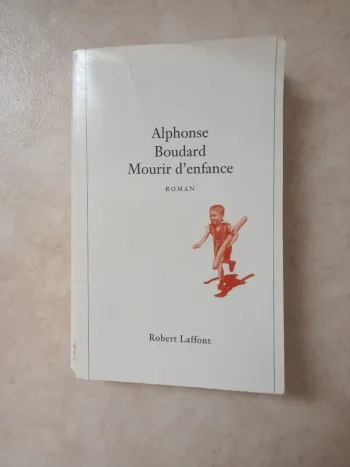 Alphonse
Boudard
Mourir d'enfance
ROMAN
Robert Laffont